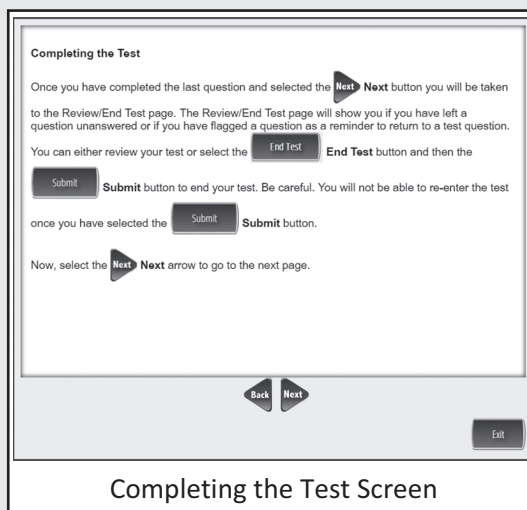 Completing the Test
Once you have completed the last question and selected the Next Next button you will be taken
to the Review/End Test page. The Review/End Test page will show you if you have left a
question unanswered or if you have flagged a question as a reminder to return to a test question.
You can either review your test or select the End Test End Test button and then the
Submit Submit button to end your test. Be careful. You will not be able to re-enter the test
once you have selected the Submit Submit button.
Now, select the Next Next arrow to go to the next page.
Back Next
Exit
Completing the Test Screen